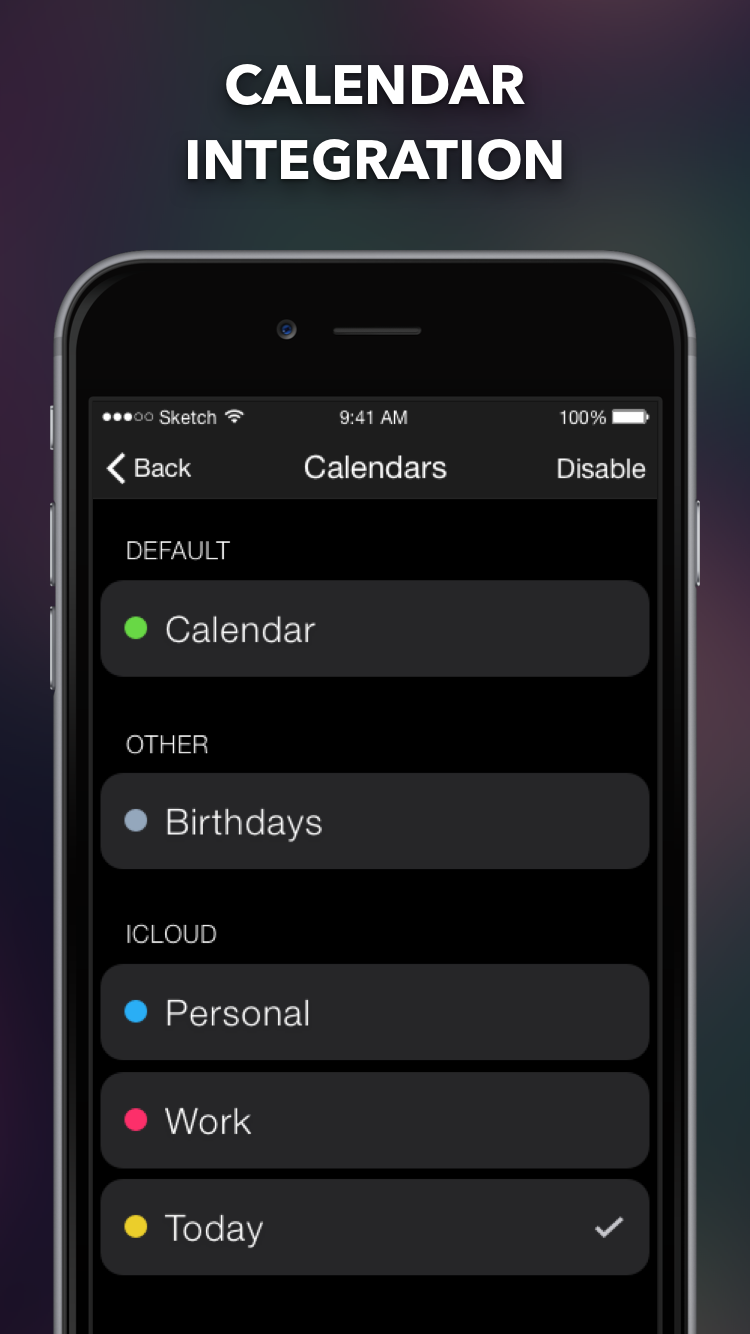 CALENDAR
INTEGRATION
Sketch 9:41 AM 100%
Back Calendars Disable
DEFAULT
Calendar
OTHER
Birthdays
ICLOUD
Personal
Work
Today